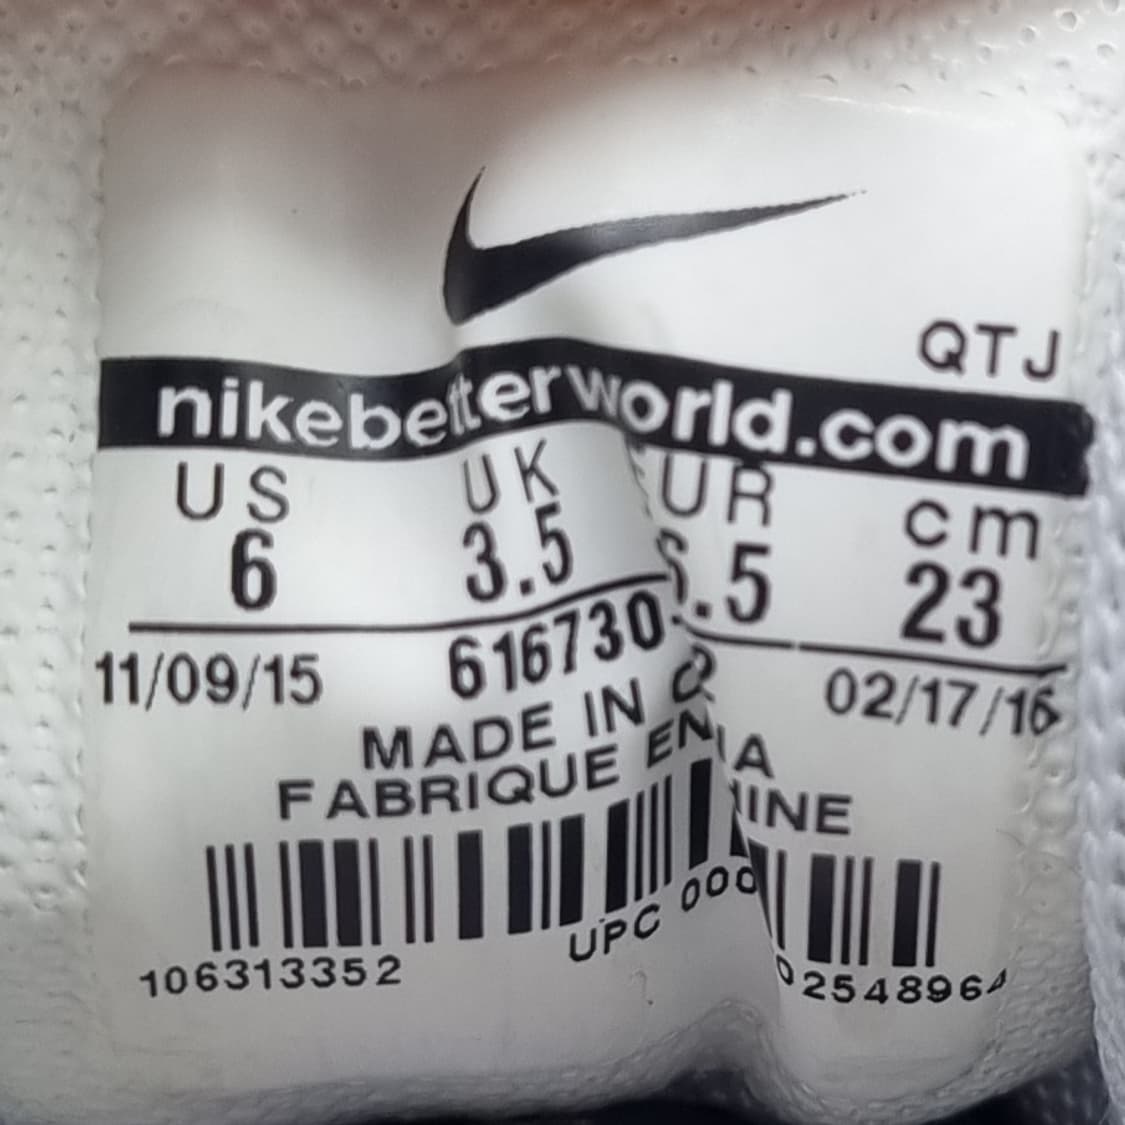 QTJ
nikebetterworld.com
US UK EUR cm
6 3.5 23
11/09/15 616730 02/17/16
MADE IN
FABRIQUE EN
106313352 UPC